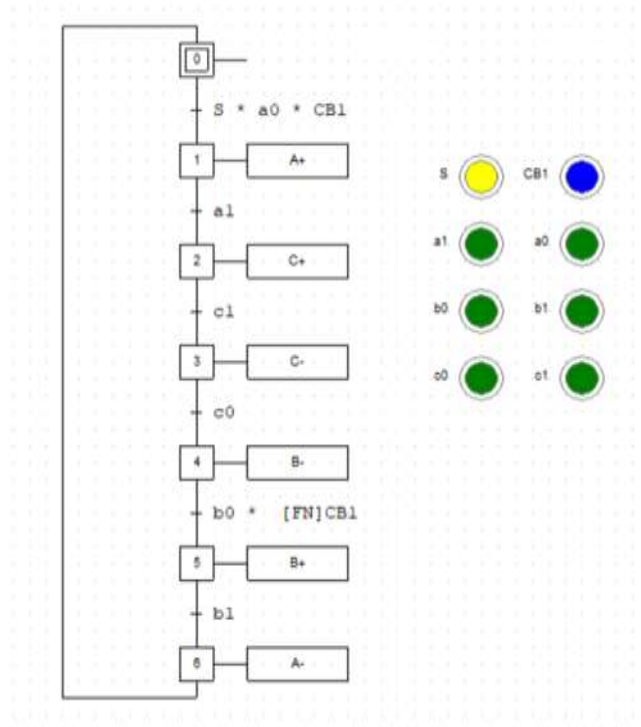 0
S * a0 * CB1
1 A+
a1
2 C+
c1
3 C-
c0
4 B-
b0 * [FN]CB1
5 B+
b1
6 A-
S CB1
a1 a0
b0 b1
c0 c1